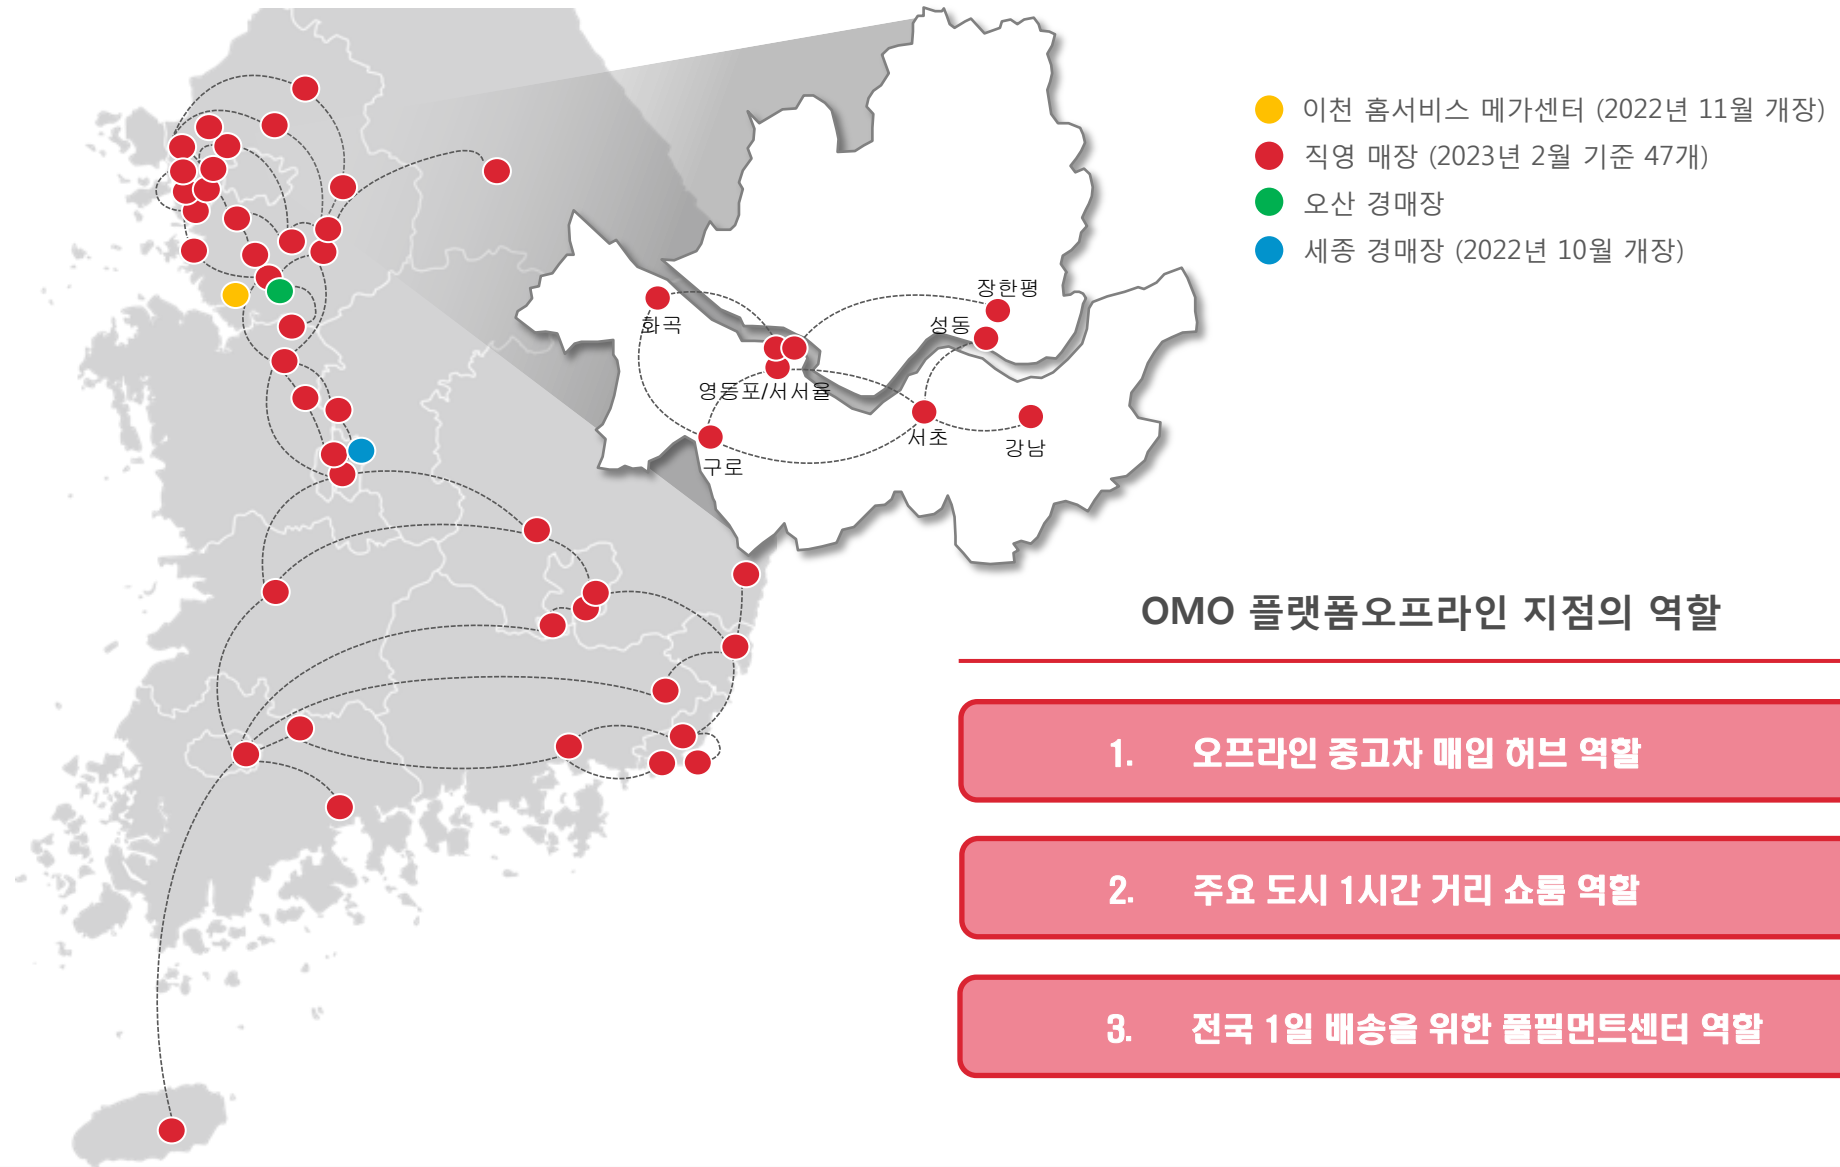 이천 홈서비스 메가센터 (2022년 11월 개장)
직영 매장 (2023년 2월 기준 47개)
오산 경매장
세종 경매장 (2022년 10월 개장)
장한평
성동
화곡
영등포/서서울
서초
강남
구로
OMO 플랫폼오프라인 지점의 역할
1. 오프라인 중고차 매입 허브 역할
2. 주요 도시 1시간 거리 쇼룸 역할
3. 전국 1일 배송을 위한 풀필먼트센터 역할